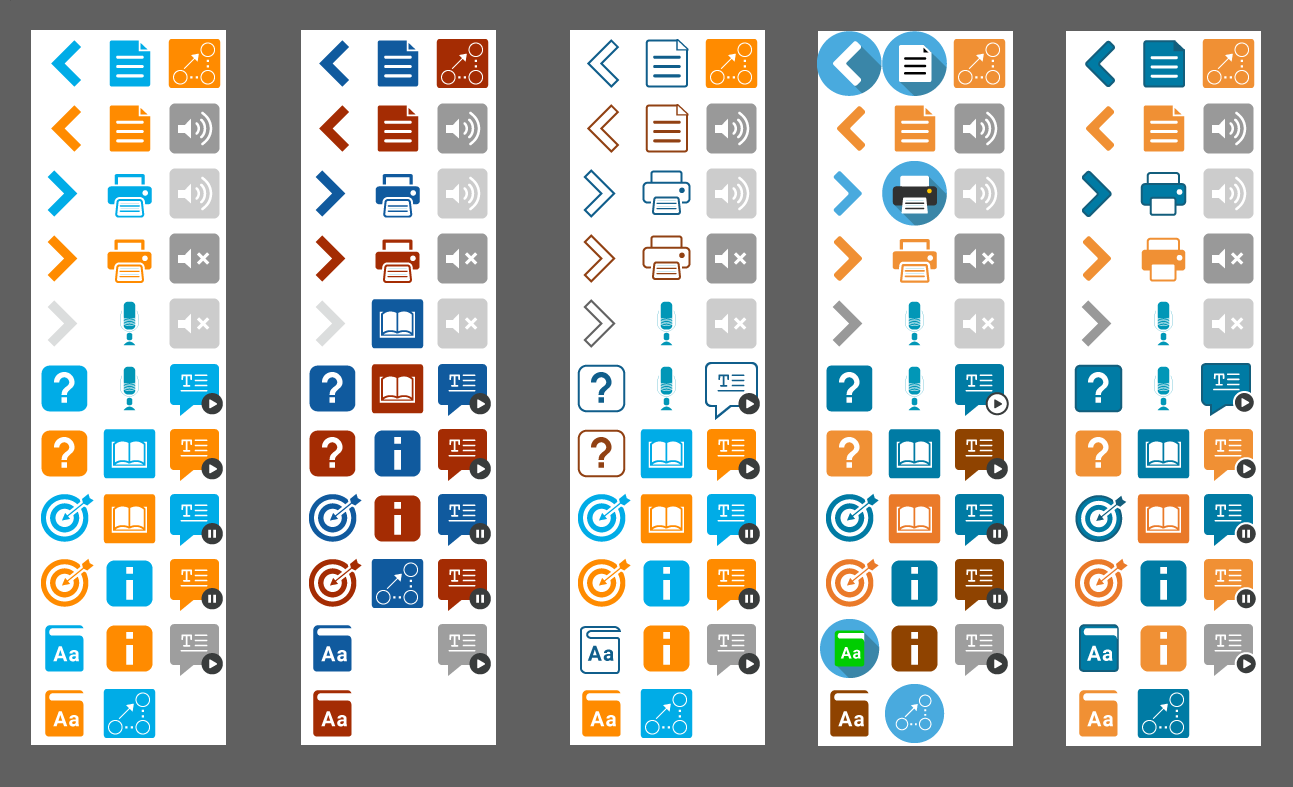 ? T ? T ? T ? T ? T
? T ? i T ? T ? T ? T
T i T T T T
i T T i T i T i T
Aa i T Aa T Aa i T Aa i T Aa i T
Aa Aa Aa Aa Aa